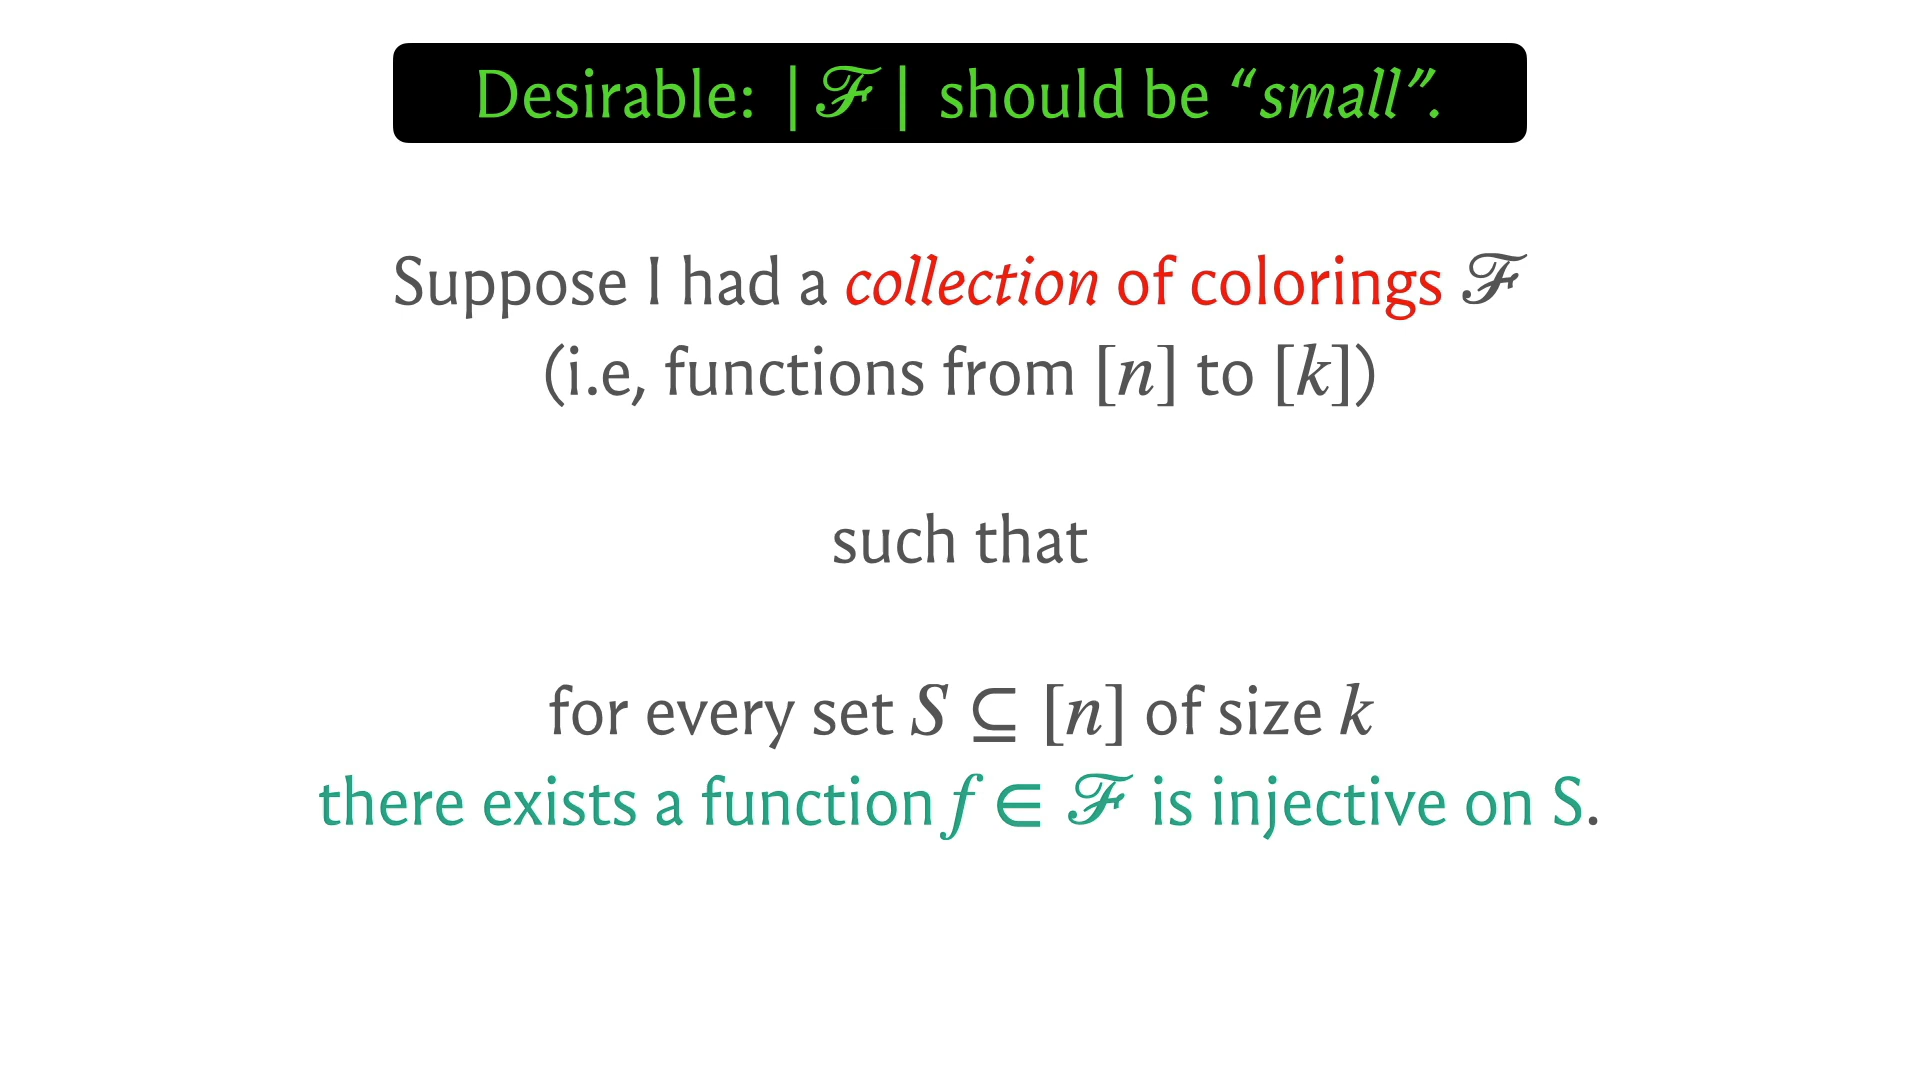 Desirable: |ℱ| should be “small”.
Suppose I had a collection of colorings ℱ
(i.e, functions from [n] to [k])
such that
for every set S ⊆ [n] of size k
there exists a function f ∈ ℱ is injective on S.